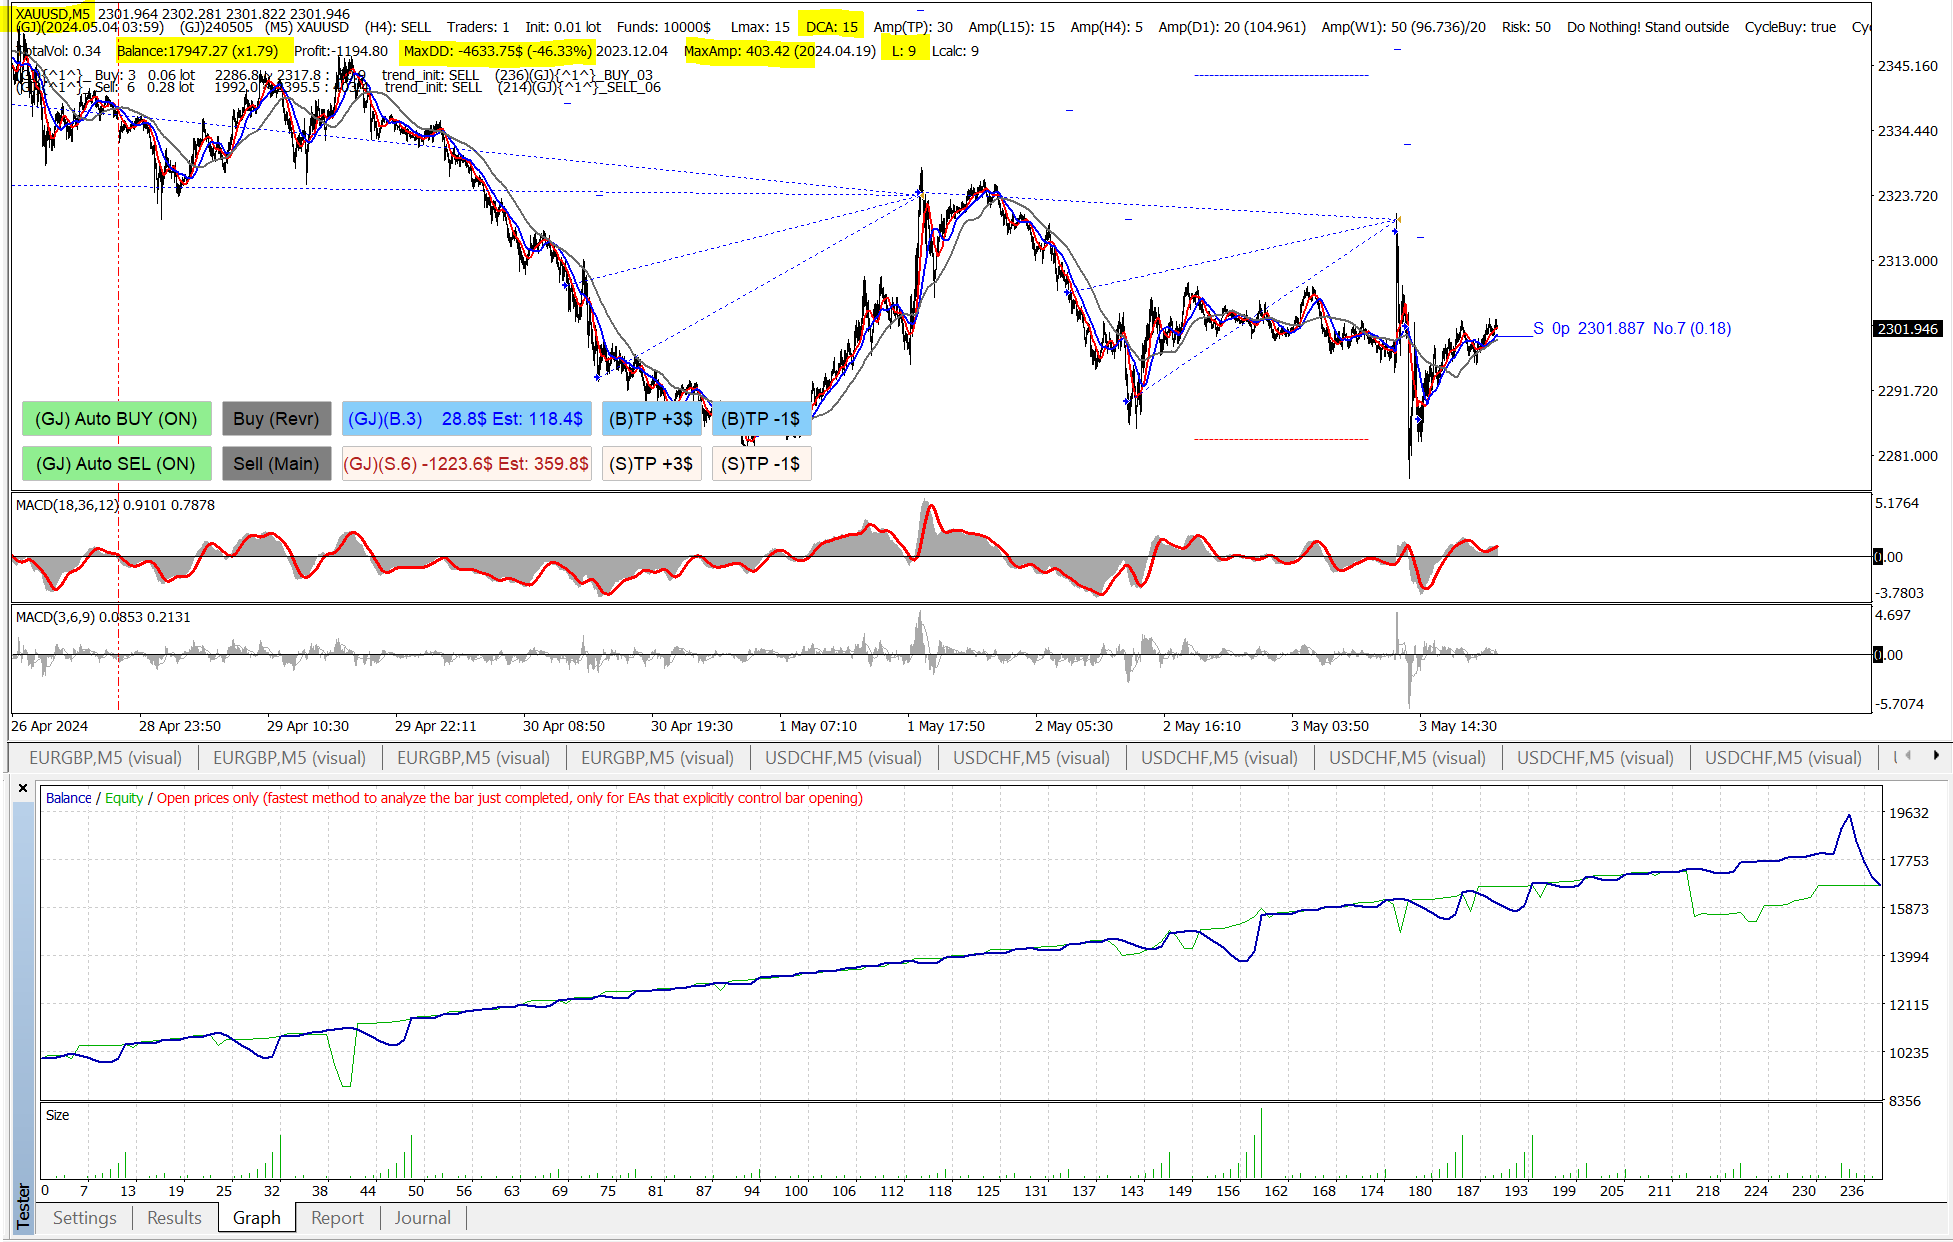 XAUUSD,M5 2301.964 2302.281 2301.822 2301.946
(GJ)(2024.05.04 03:59) (GJ)240505 (M5) XAUUSD (H4): SELL Traders: 1 Init: 0.01 lot Funds: 10000$ Lmax: 15 DCA: 15 Amp(TP): 30 Amp(L15): 15 Amp(H4): 5 Amp(D1): 20 (104.961) Amp(W1): 50 (96.736)/20 Risk: 50 Do Nothing! Stand outside CycleBuy: true
TotalVol: 0.34 Balance:17947.27 (x1.79) Profit:-1194.80 MaxDD: -4633.75$ (-46.33%) 2023.12.04 MaxAmp: 403.42 (2024.04.19) L: 9 Lcalc: 9
Buy: 3 0.06 lot 2286.8 2317.8 : trend_init: SELL (236)(GJ){^1^}_BUY_03
Sel: 6 0.28 lot 1992.0 2395.5 : trend_init: SELL (214)(GJ){^1^}_SELL_06
2345.160
2334.440
2323.720
2313.000
2301.946
2291.720
2281.000
S 0p 2301.887 No.7 (0.18)
(GJ) Auto BUY (ON) Buy (Revr) (GJ)(B.3) 28.8$ Est: 118.4$ (B)TP +3$ (B)TP -1$
(GJ) Auto SEL (ON) Sell (Main) (GJ)(S.6) -1223.6$ Est: 359.8$ (S)TP +3$ (S)TP -1$
MACD(18,36,12) 0.9101 0.7878
5.1764
0.00
-3.7803
MACD(3,6,9) 0.0853 0.2131
4.697
0.00
-5.7074
26 Apr 2024 28 Apr 23:50 29 Apr 10:30 29 Apr 22:11 30 Apr 08:50 30 Apr 19:30 1 May 07:10 1 May 17:50 2 May 05:30 2 May 16:10 3 May 03:50 3 May 14:30
EURGBP,M5 (visual) EURGBP,M5 (visual) EURGBP,M5 (visual) EURGBP,M5 (visual) USDCHF,M5 (visual) USDCHF,M5 (visual) USDCHF,M5 (visual) USDCHF,M5 (visual) USDCHF,M5 (visual) USDCHF,M5 (visual)
Balance / Equity / Open prices only (fastest method to analyze the bar just completed, only for EAs that explicitly control bar opening)
19632
17753
15873
13994
12115
10235
8356
Size
0 7 13 19 25 32 38 44 50 56 63 69 75 81 87 94 100 106 112 118 125 131 137 143 149 156 162 168 174 180 187 193 199 205 211 218 224 230 236
Tester
Settings Results Graph Report Journal